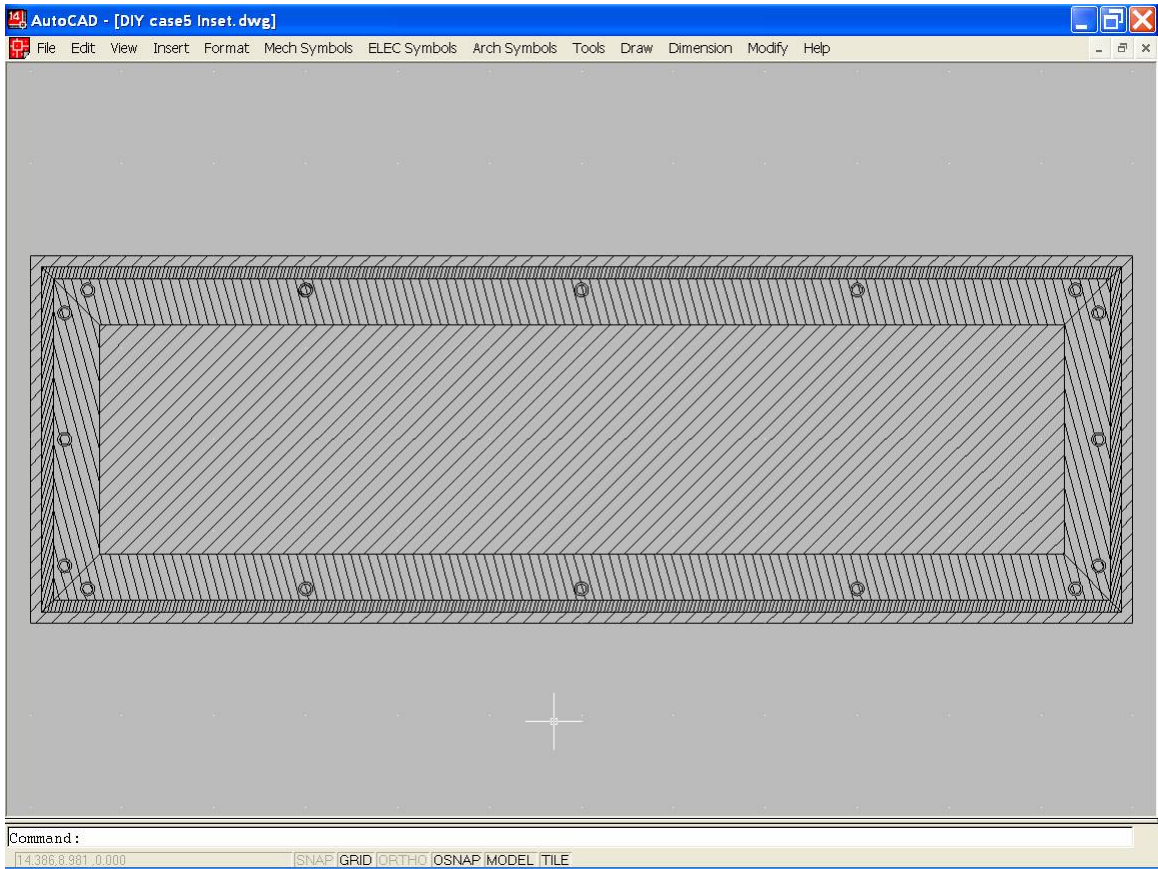 14 AutoCAD - [DIY case5 Inset.dwg]
File Edit View Insert Format Mech Symbols ELEC Symbols Arch Symbols Tools Draw Dimension Modify Help
Command:
14.386,8.981 ,0.000 SNAP GRID ORTHO OSNAP MODEL TILE